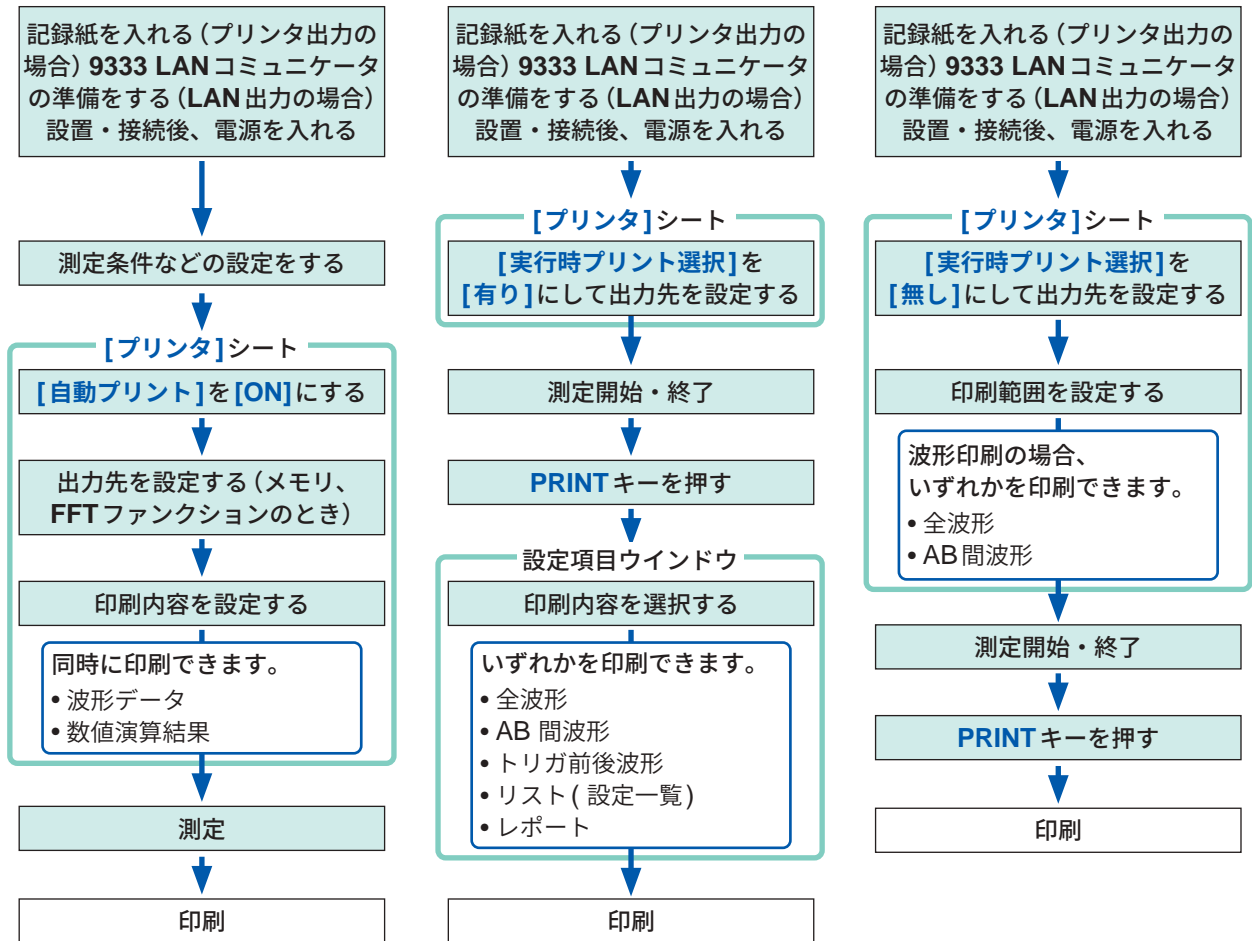 記録紙を入れる（プリンタ出力の
場合）9333 LANコミュニケータ
の準備をする（LAN出力の場合）
設置・接続後、電源を入れる
測定条件などの設定をする
[プリンタ]シート
[自動プリント]を[ON]にする
出力先を設定する（メモリ、
FFTファンクションのとき）
印刷内容を設定する
同時に印刷できます。
• 波形データ
• 数値演算結果
測定
印刷
記録紙を入れる（プリンタ出力の
場合）9333 LANコミュニケータ
の準備をする（LAN出力の場合）
設置・接続後、電源を入れる
[プリンタ]シート
[実行時プリント選択]を
[有り]にして出力先を設定する
測定開始・終了
PRINTキーを押す
設定項目ウインドウ
印刷内容を選択する
いずれかを印刷できます。
• 全波形
• AB 間波形
• トリガ前後波形
• リスト( 設定一覧)
• レポート
印刷
記録紙を入れる（プリンタ出力の
場合）9333 LANコミュニケータ
の準備をする（LAN出力の場合）
設置・接続後、電源を入れる
[プリンタ]シート
[実行時プリント選択]を
[無し]にして出力先を設定する
印刷範囲を設定する
波形印刷の場合、
いずれかを印刷できます。
• 全波形
• AB間波形
測定開始・終了
PRINTキーを押す
印刷